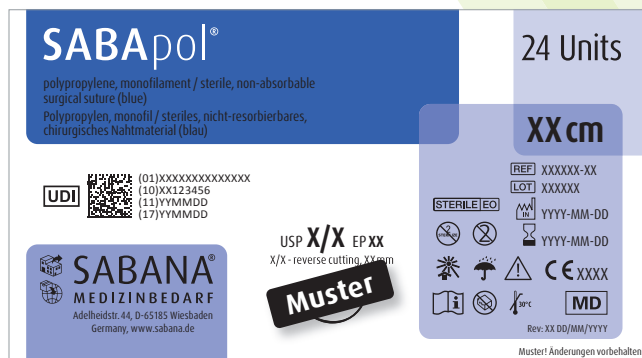 SABApol®
polypropylene, monofilament / sterile, non-absorbable
surgical suture (blue)
Polypropylen, monofil / steriles, nicht-resorbierbares,
chirurgisches Nahtmaterial (blau)
24 Units
XX cm
REF XXXXXX-XX
LOT XXXXXX
UDI
(01)XXXXXXXXXXXXXX
(10)XX123456
(11)YYMMDD
(17)YYMMDD
STERILE EO
IN YYYY-MM-DD
2
YYYY-MM-DD
USP X/X EP XX
X/X - reverse cutting, XX mm
Muster
CE XXXX
30°C
MD
SABANA®
MEDIZINBEDARF
Adelheidstr. 44, D-65185 Wiesbaden
Germany, www.sabana.de
Rev: XX DD/MM/YYYY
Muster! Änderungen vorbehalten